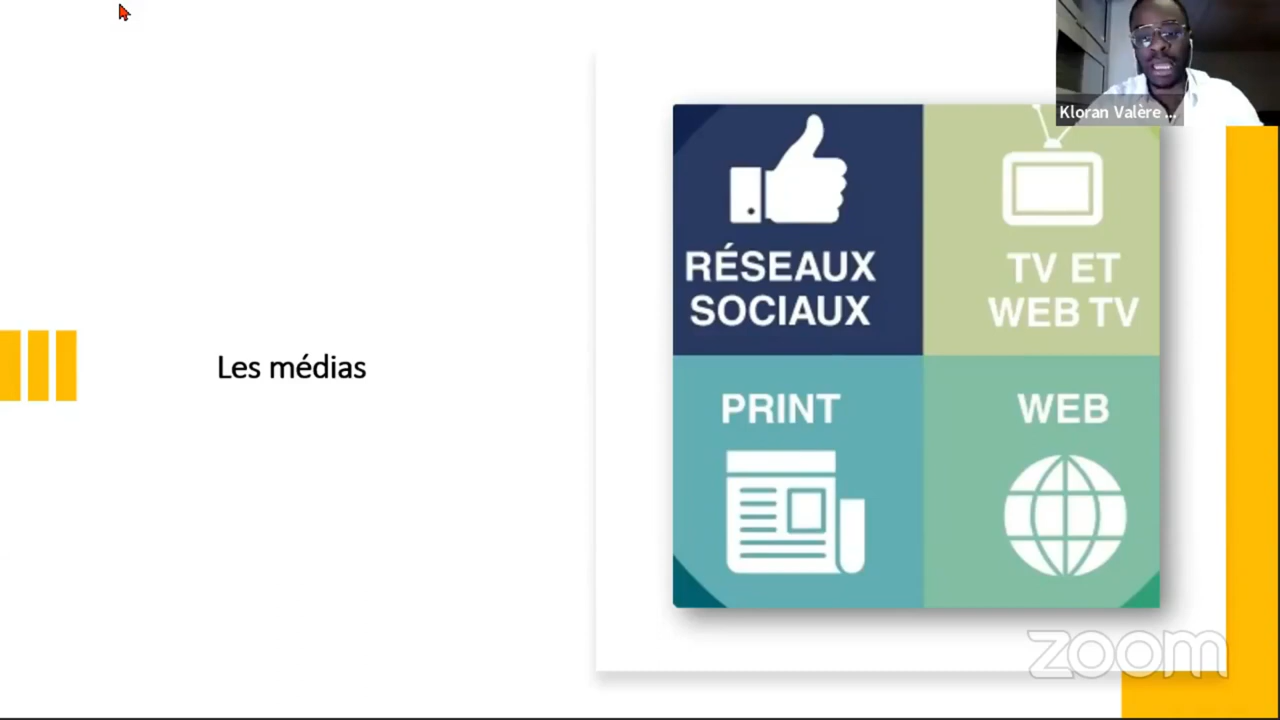 Kloran Valère ...
RÉSEAUX
SOCIAUX
TV ET
WEB TV
Les médias
PRINT
WEB
zoom